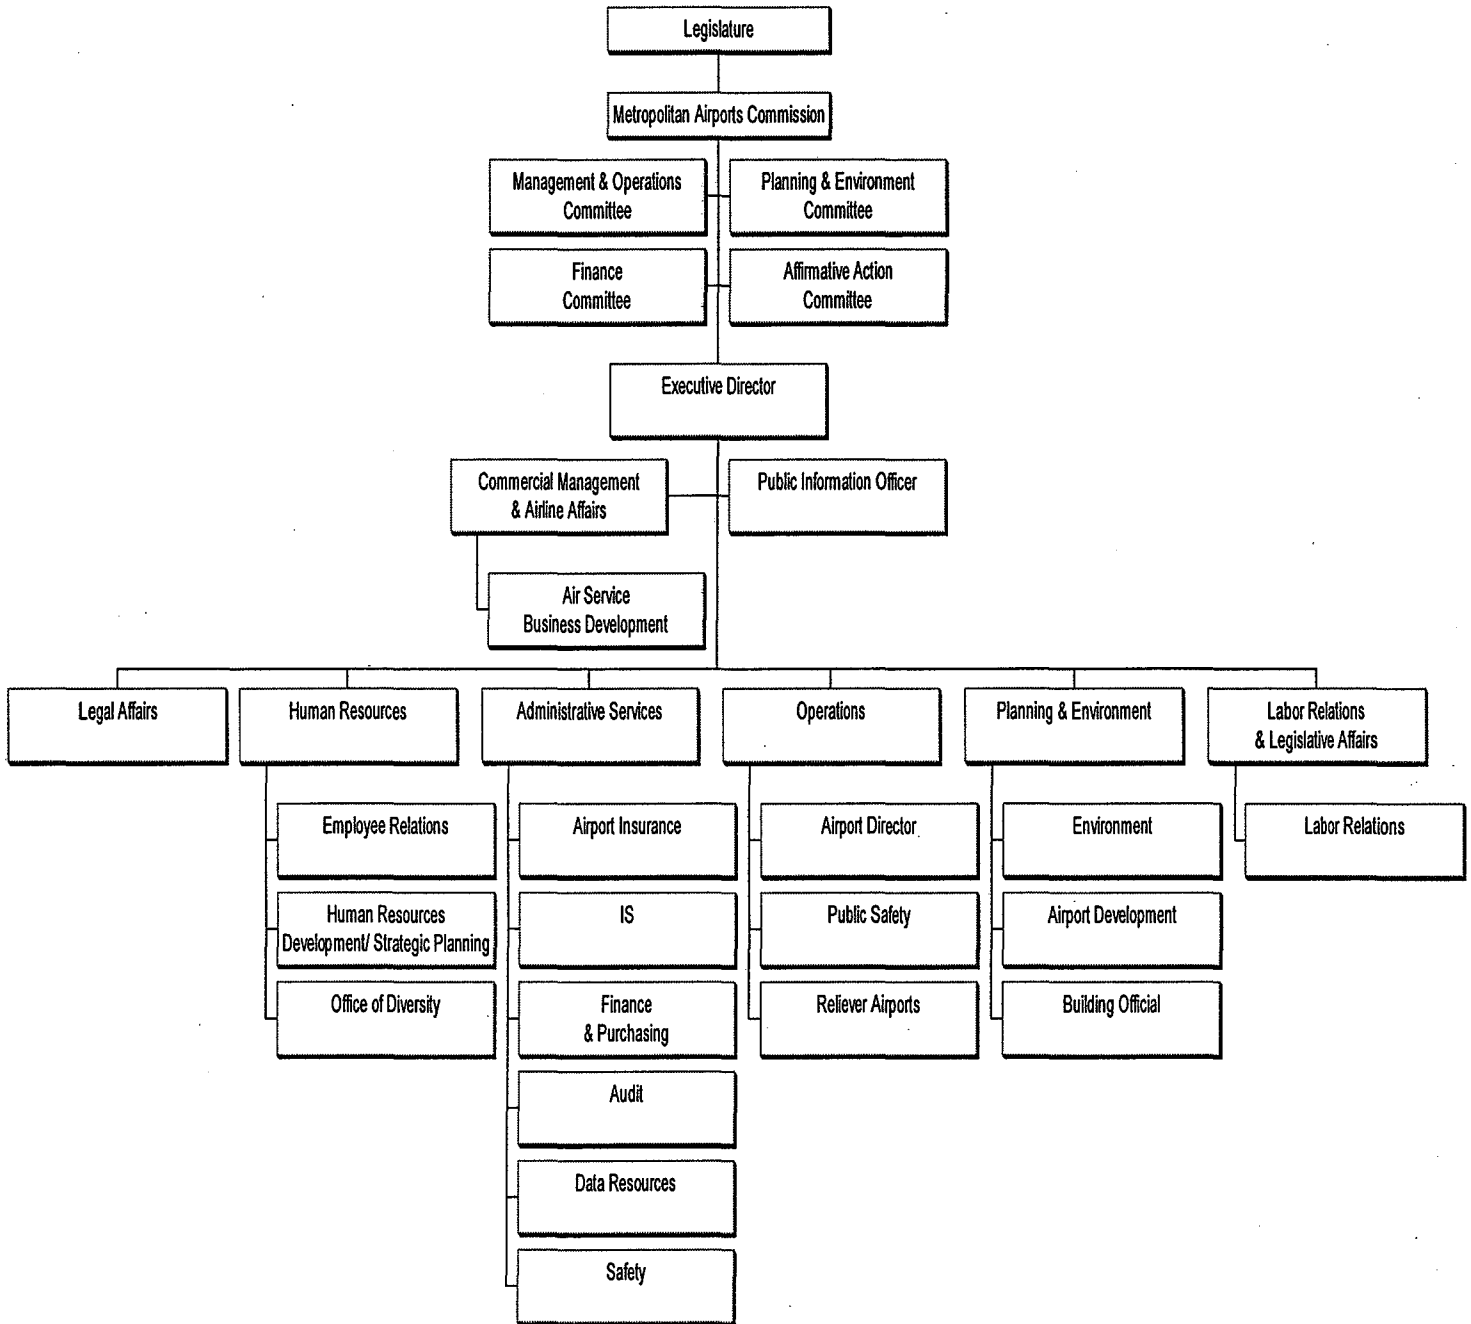 Legislature
Metropolitan Airports Commission
Management & Operations
Committee
Planning & Environment
Committee
Finance
Committee
Affirmative Action
Committee
Executive Director
Commercial Management
& Airline Affairs
Public Information Officer
Air Service
Business Development
Legal Affairs
Human Resources
Administrative Services
Operations
Planning & Environment
Labor Relations
& Legislative Affairs
Employee Relations
Human Resources
Development/ Strategic Planning
Office of Diversity
Airport Insurance
IS
Finance
& Purchasing
Audit
Data Resources
Safety
Airport Director
Public Safety
Reliever Airports
Environment
Airport Development
Building Official
Labor Relations